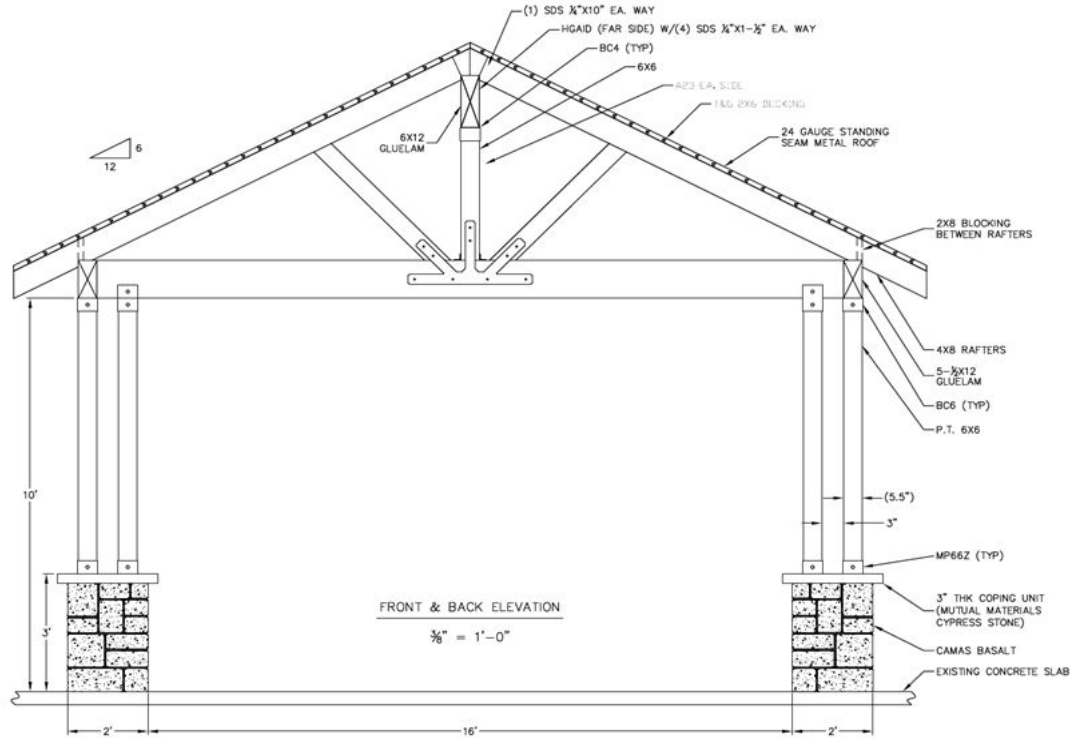 (1) SDS ¼"X10" EA. WAY
HGAID (FAR SIDE) W/(4) SDS ¼"X1-½" EA. WAY
BC4 (TYP)
6X6
A23 EA. SIDE
T&G 2X6 DECKING
24 GAUGE STANDING
SEAM METAL ROOF
6X12
GLUELAM
6
12
2X8 BLOCKING
BETWEEN RAFTERS
4X8 RAFTERS
5-½X12
GLUELAM
BC6 (TYP)
P.T. 6X6
10'
(5.5")
3"
MP66Z (TYP)
3" THK COPING UNIT
(MUTUAL MATERIALS
CYPRESS STONE)
3'
FRONT & BACK ELEVATION
⅜" = 1'-0"
CAMAS BASALT
EXISTING CONCRETE SLAB
2'
16'
2'